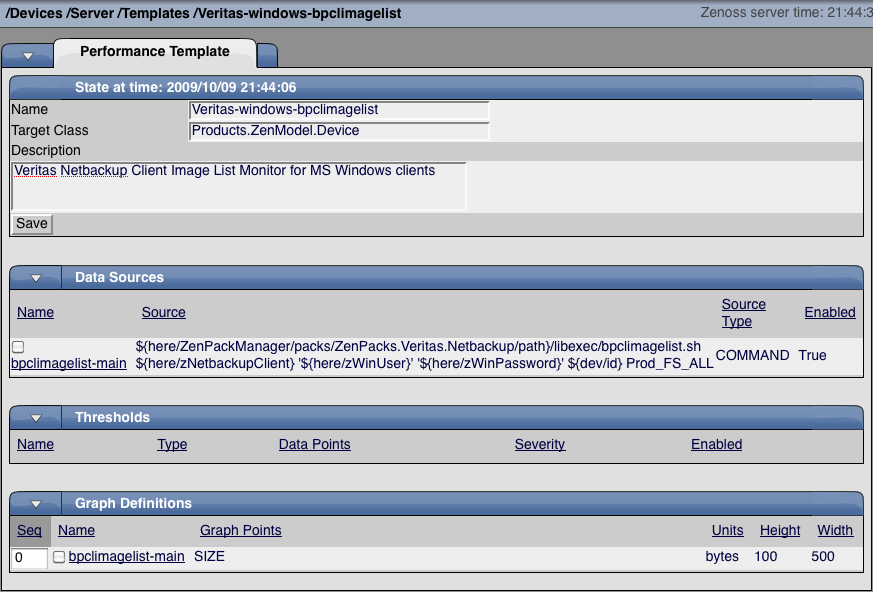 /Devices /Server /Templates /Veritas-windows-bpclimagelist
Zenoss server time: 21:44:3
Performance Template
State at time: 2009/10/09 21:44:06
Name Veritas-windows-bpclimagelist
Target Class Products.ZenModel.Device
Description
Veritas Netbackup Client Image List Monitor for MS Windows clients
Save
Data Sources
Name Source Source Type Enabled
bpclimagelist-main
${here/ZenPackManager/packs/ZenPacks.Veritas.Netbackup/path}/libexec/bpclimagelist.sh
${here/zNetbackupClient} '${here/zWinUser}' '${here/zWinPassword}' ${dev/id} Prod_FS_ALL
COMMAND True
Thresholds
Name Type Data Points Severity Enabled
Graph Definitions
Seq Name Graph Points Units Height Width
0 bpclimagelist-main SIZE bytes 100 500